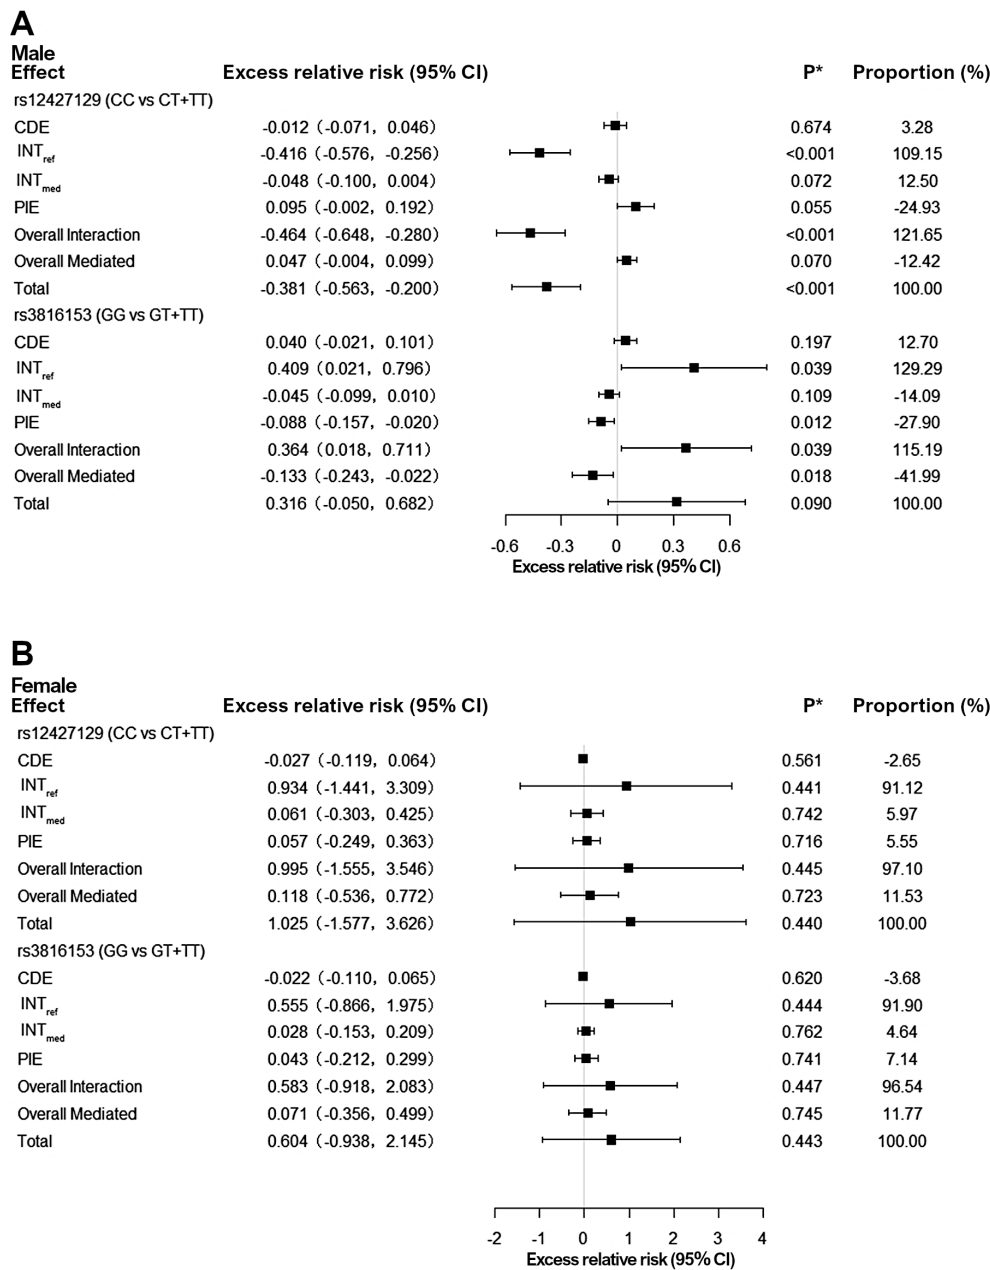 A
Male
Effect Excess relative risk (95% CI) P* Proportion (%)
rs12427129 (CC vs CT+TT)
CDE -0.012 (-0.071, 0.046) 0.674 3.28
INTref -0.416 (-0.576, -0.256) <0.001 109.15
INTmed -0.048 (-0.100, 0.004) 0.072 12.50
PIE 0.095 (-0.002, 0.192) 0.055 -24.93
Overall Interaction -0.464 (-0.648, -0.280) <0.001 121.65
Overall Mediated 0.047 (-0.004, 0.099) 0.070 -12.42
Total -0.381 (-0.563, -0.200) <0.001 100.00
rs3816153 (GG vs GT+TT)
CDE 0.040 (-0.021, 0.101) 0.197 12.70
INTref 0.409 (0.021, 0.796) 0.039 129.29
INTmed -0.045 (-0.099, 0.010) 0.109 -14.09
PIE -0.088 (-0.157, -0.020) 0.012 -27.90
Overall Interaction 0.364 (0.018, 0.711) 0.039 115.19
Overall Mediated -0.133 (-0.243, -0.022) 0.018 -41.99
Total 0.316 (-0.050, 0.682) 0.090 100.00
-0.6 -0.3 0 0.3 0.6
Excess relative risk (95% CI)
B
Female
Effect Excess relative risk (95% CI) P* Proportion (%)
rs12427129 (CC vs CT+TT)
CDE -0.027 (-0.119, 0.064) 0.561 -2.65
INTref 0.934 (-1.441, 3.309) 0.441 91.12
INTmed 0.061 (-0.303, 0.425) 0.742 5.97
PIE 0.057 (-0.249, 0.363) 0.716 5.55
Overall Interaction 0.995 (-1.555, 3.546) 0.445 97.10
Overall Mediated 0.118 (-0.536, 0.772) 0.723 11.53
Total 1.025 (-1.577, 3.626) 0.440 100.00
rs3816153 (GG vs GT+TT)
CDE -0.022 (-0.110, 0.065) 0.620 -3.68
INTref 0.555 (-0.866, 1.975) 0.444 91.90
INTmed 0.028 (-0.153, 0.209) 0.762 4.64
PIE 0.043 (-0.212, 0.299) 0.741 7.14
Overall Interaction 0.583 (-0.918, 2.083) 0.447 96.54
Overall Mediated 0.071 (-0.356, 0.499) 0.745 11.77
Total 0.604 (-0.938, 2.145) 0.443 100.00
-2 -1 0 1 2 3 4
Excess relative risk (95% CI)